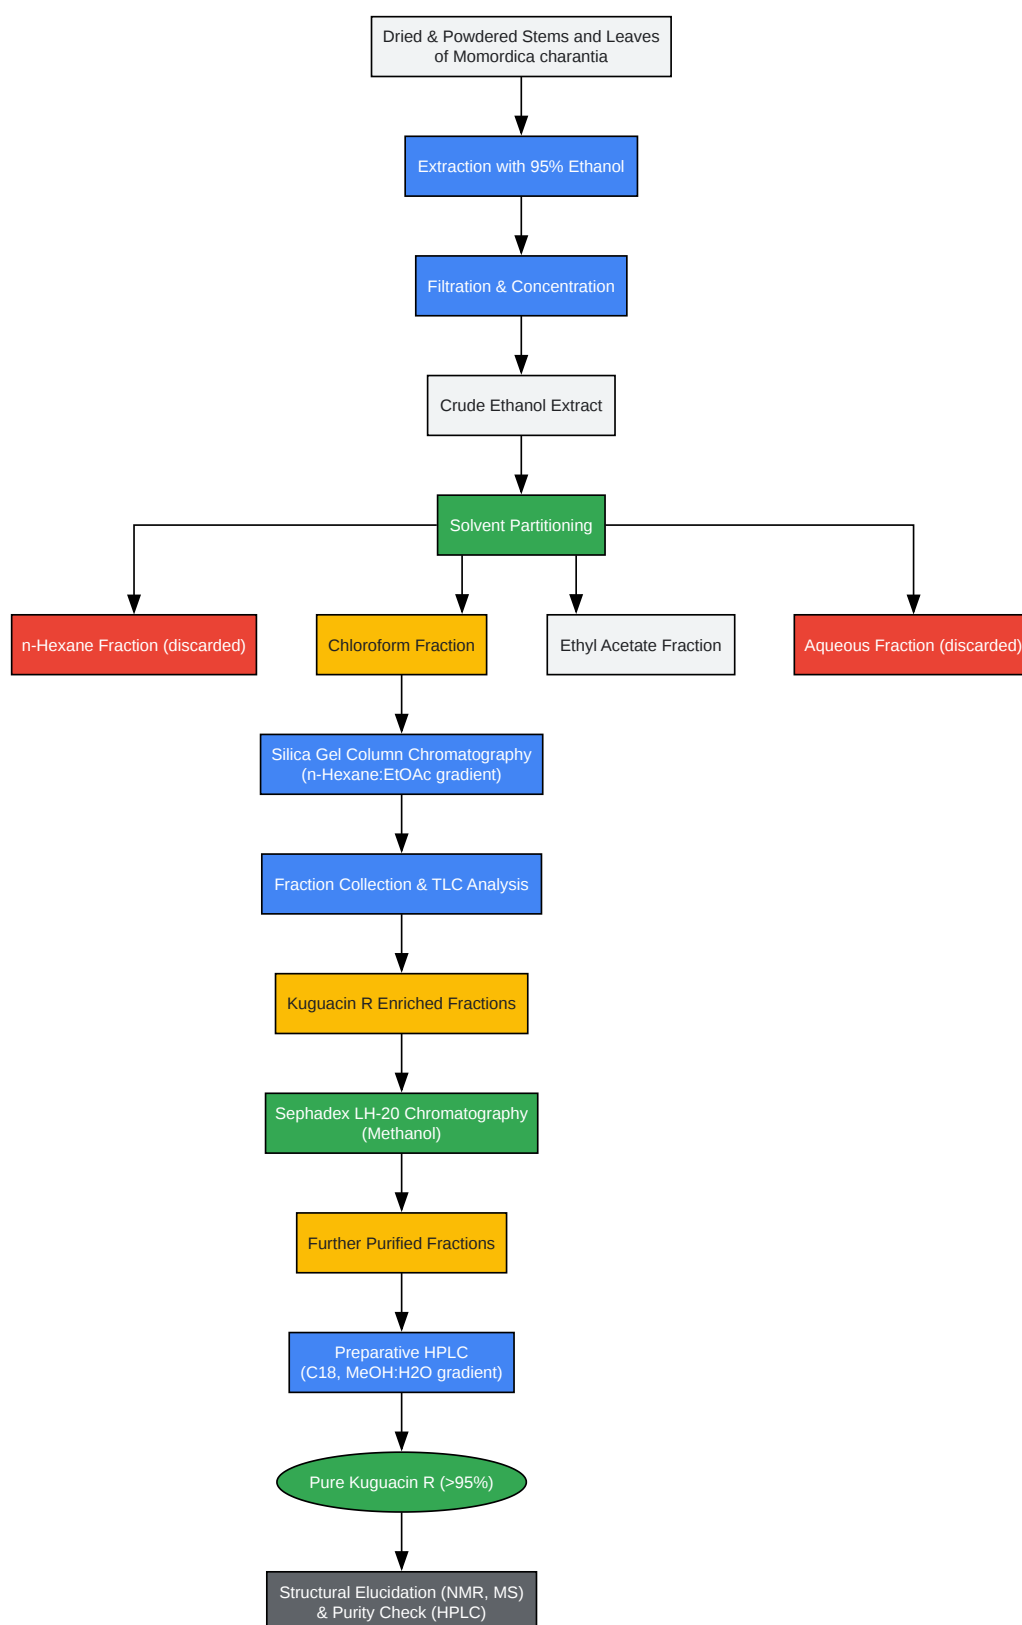 Dried & Powdered Stems and Leaves
of Momordica charantia
Extraction with 95% Ethanol
Filtration & Concentration
Crude Ethanol Extract
Solvent Partitioning
n-Hexane Fraction (discarded)
Chloroform Fraction
Ethyl Acetate Fraction
Aqueous Fraction (discarded)
Silica Gel Column Chromatography
(n-Hexane:EtOAc gradient)
Fraction Collection & TLC Analysis
Kuguacin R Enriched Fractions
Sephadex LH-20 Chromatography
(Methanol)
Further Purified Fractions
Preparative HPLC
(C18, MeOH:H2O gradient)
Pure Kuguacin R (>95%)
Structural Elucidation (NMR, MS)
& Purity Check (HPLC)